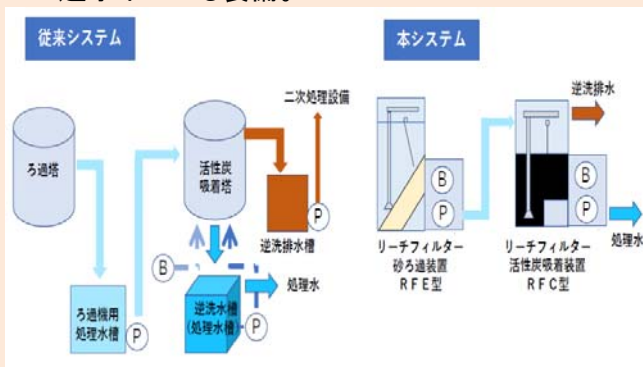 従来システム
本システム
ろ過塔
ろ過機用
処理水槽
P
活性炭
吸着塔
二次処理設備
P
逆洗排水槽
B
逆洗水槽
(処理水槽)
P
処理水
B
P
リーチフィルター
砂ろ過装置
RFE型
逆洗排水
B
P
処理水
リーチフィルター
活性炭吸着装置
RFC型